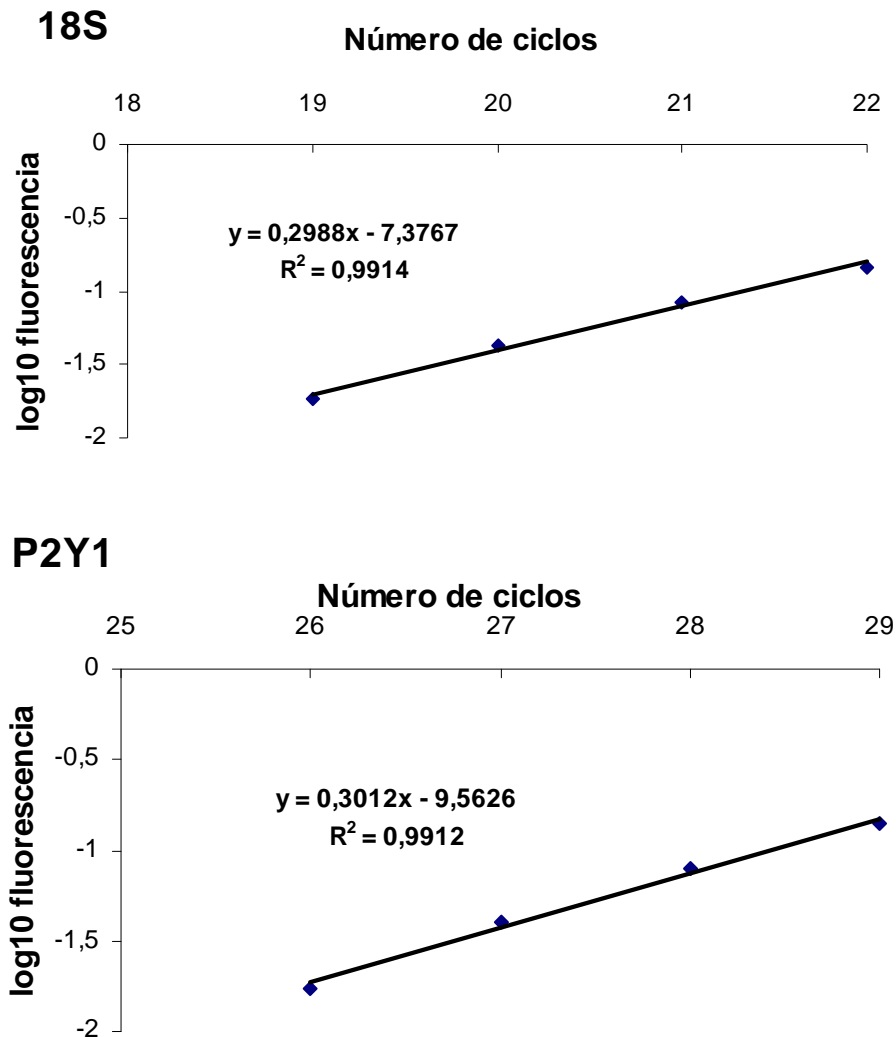 18S
Número de ciclos
18 19 20 21 22
0
-0,5
-1
-1,5
-2
log10 fluorescencia
y = 0,2988x - 7,3767
R² = 0,9914
P2Y1
Número de ciclos
25 26 27 28 29
0
-0,5
-1
-1,5
-2
log10 fluorescencia
y = 0,3012x - 9,5626
R² = 0,9912